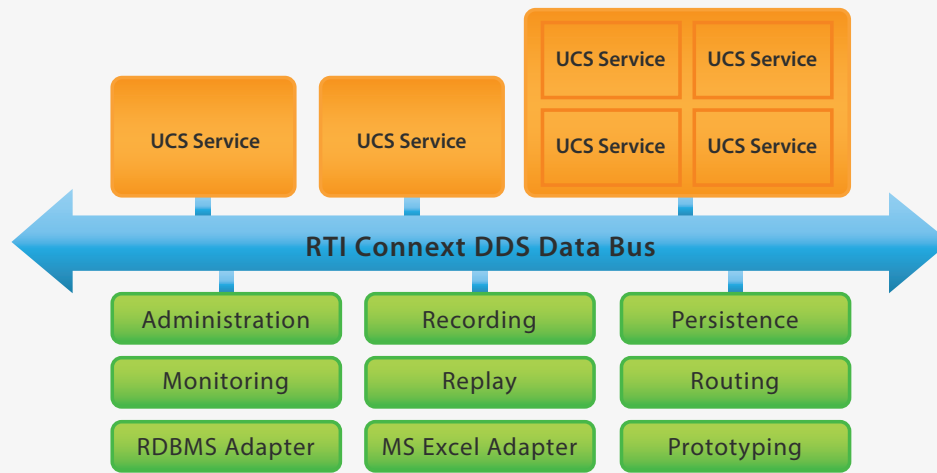 UCS Service
UCS Service
UCS Service
UCS Service
UCS Service
UCS Service
RTI Connext DDS Data Bus
Administration
Recording
Persistence
Monitoring
Replay
Routing
RDBMS Adapter
MS Excel Adapter
Prototyping